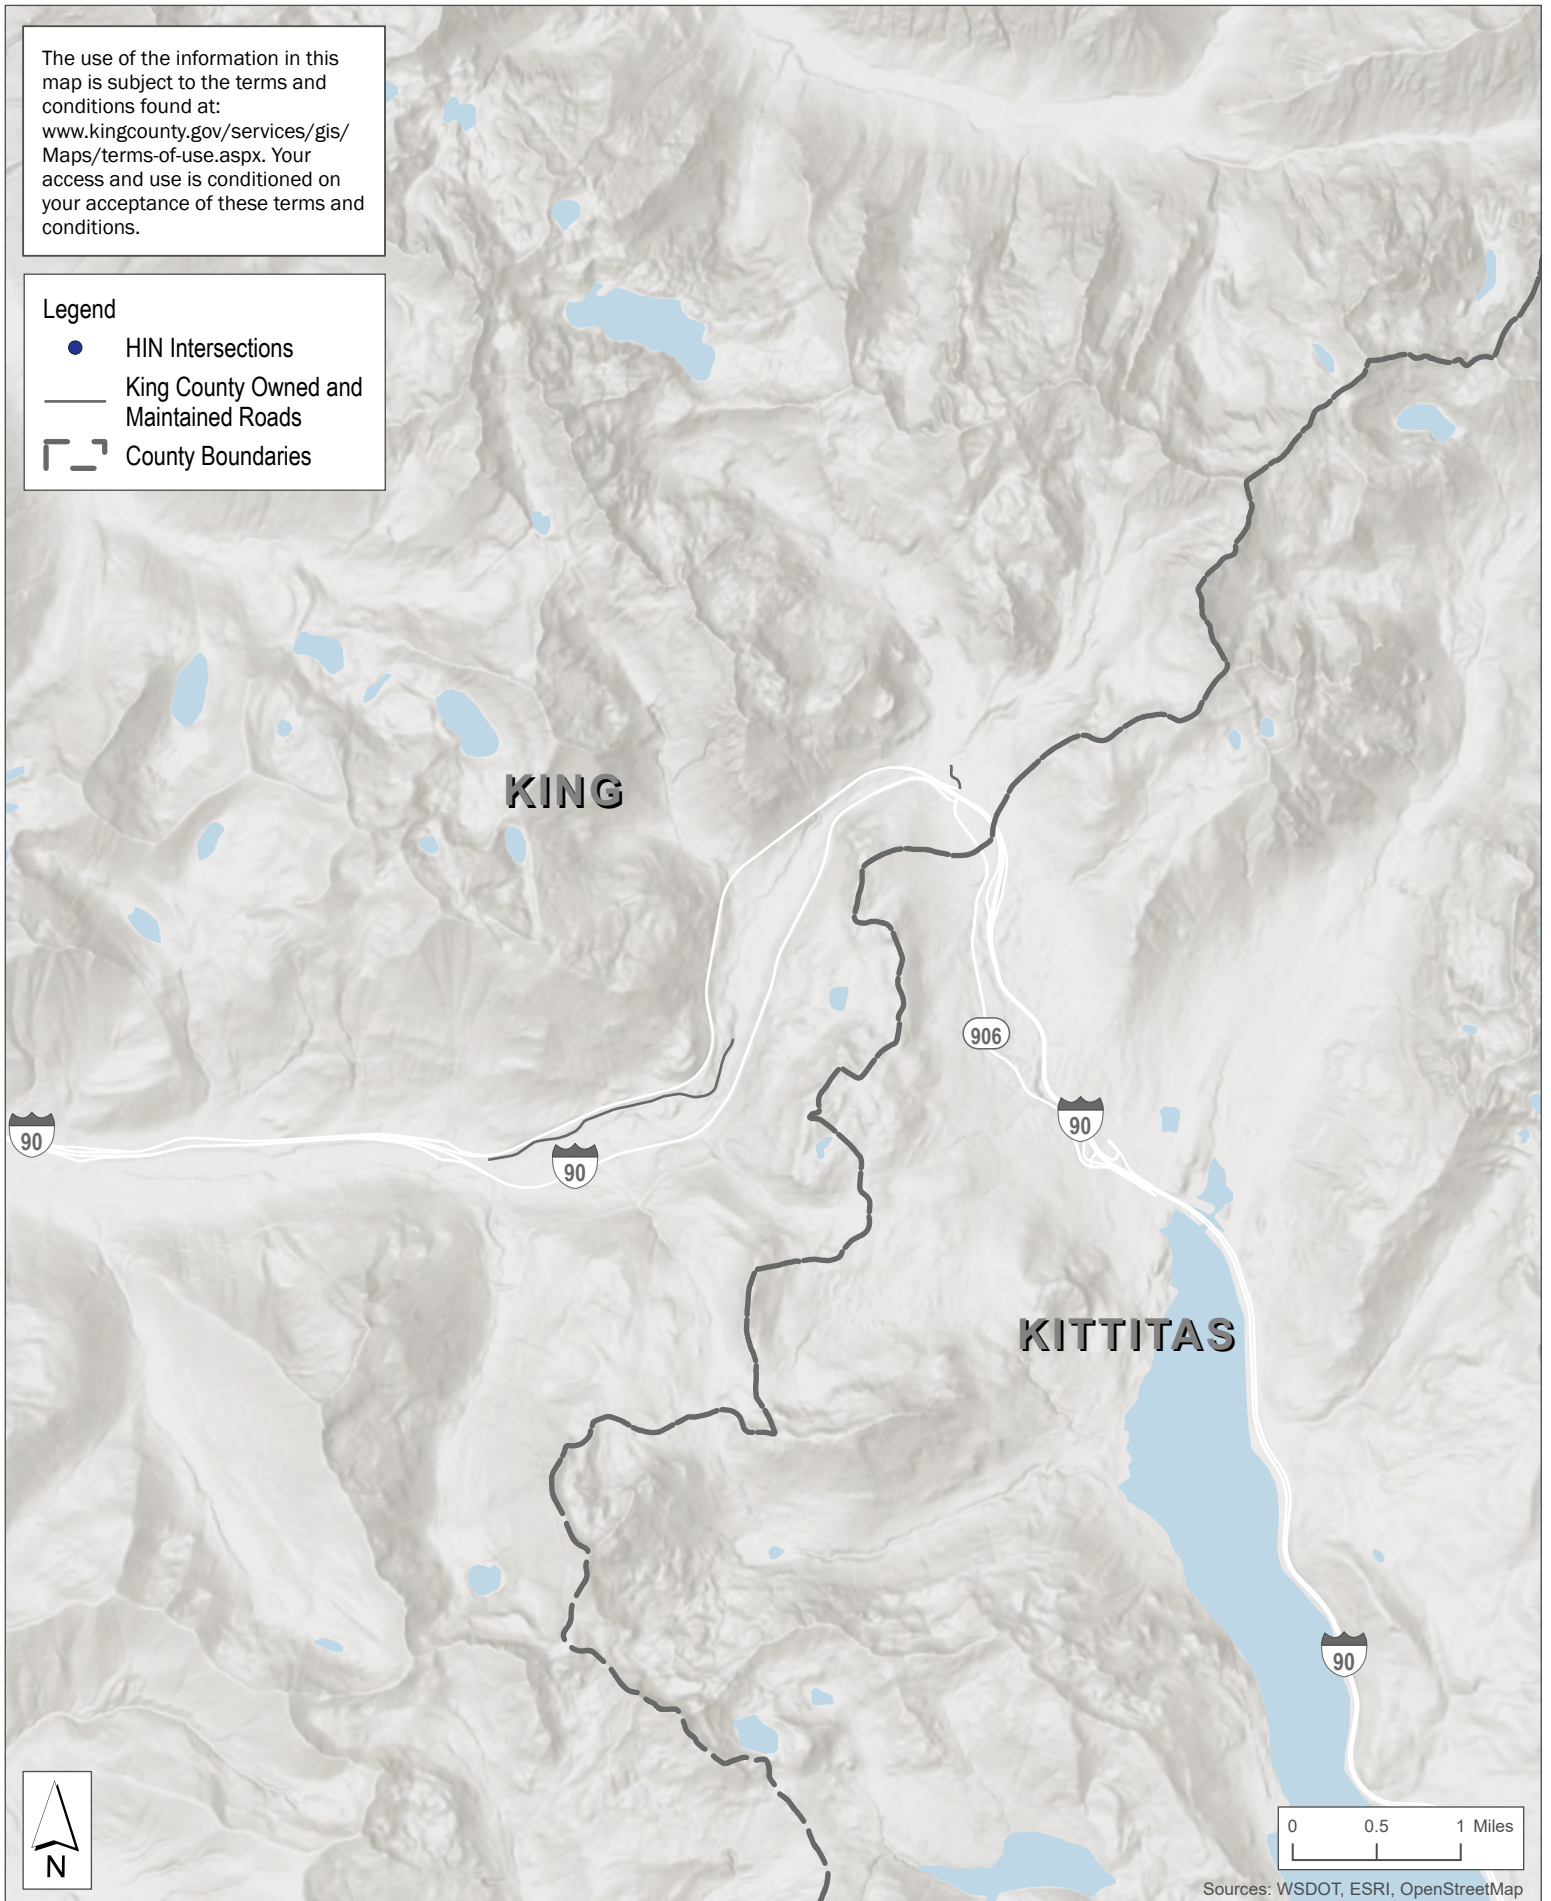 The use of the information in this
map is subject to the terms and
conditions found at:
www.kingcounty.gov/services/gis/
Maps/terms-of-use.aspx. Your
access and use is conditioned on
your acceptance of these terms and
conditions.
Legend
HIN Intersections
King County Owned and
Maintained Roads
County Boundaries
KING
906
90
90
90
KITTITAS
90
N
0 0.5 1 Miles
Sources: WSDOT, ESRI, OpenStreetMap